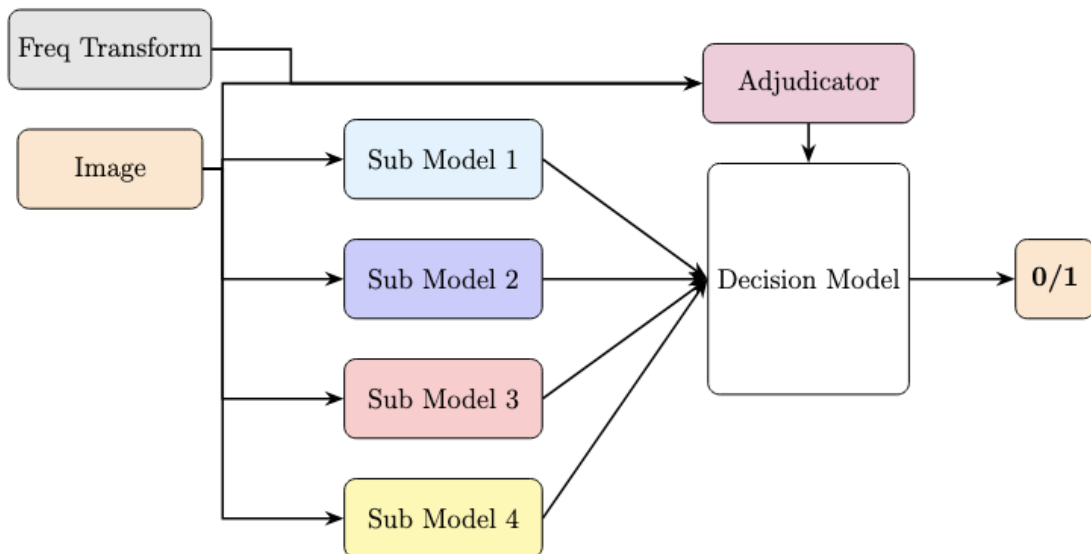 Freq Transform
Adjudicator
Image
Sub Model 1
Sub Model 2
Decision Model
0/1
Sub Model 3
Sub Model 4